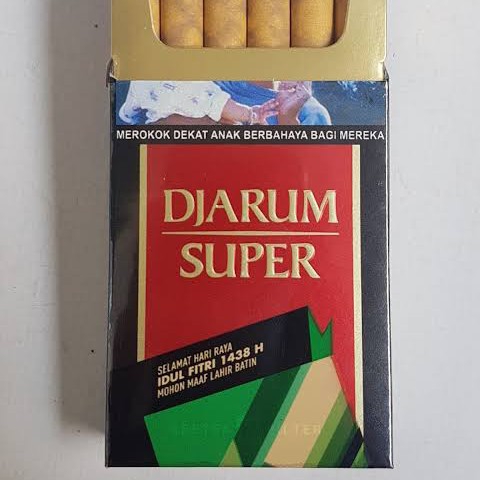 MEROKOK DEKAT ANAK BERBAHAYA BAGI MEREKA
DJARUM
SUPER
SELAMAT HARI RAYA
IDUL FITRI 1438 H
MOHON MAAF LAHIR BATIN